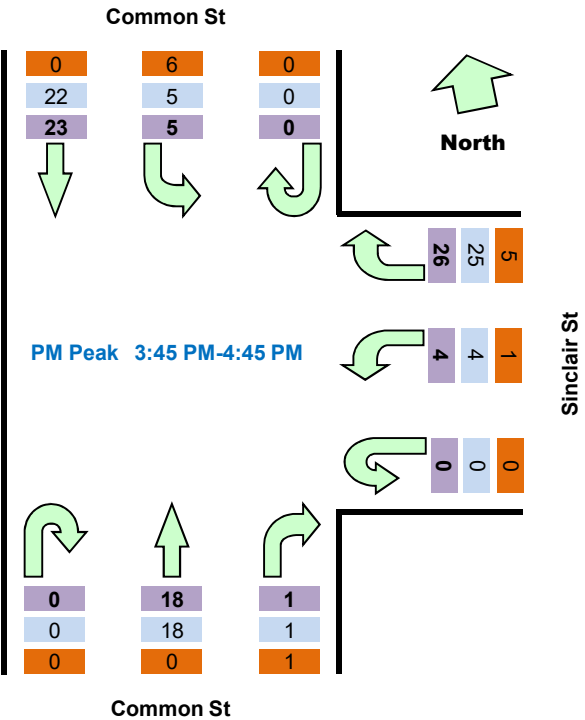 Common St
0 6 0
22 5 0
23 5 0
North
26 25 5
4 4 1
0 0 0
Sinclair St
PM Peak 3:45 PM-4:45 PM
0 18 1
0 18 1
0 0 1
Common St